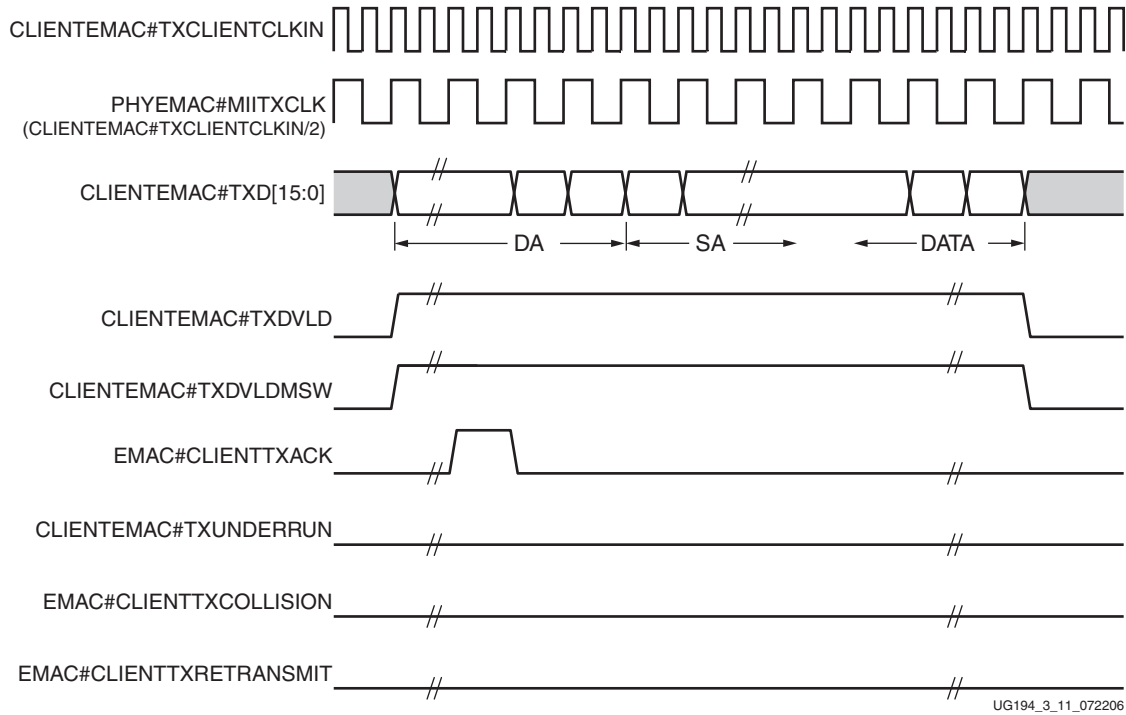 CLIENTEMAC#TXCLIENTCLKIN
PHYEMAC#MIITXCLK
(CLIENTEMAC#TXCLIENTCLKIN/2)
CLIENTEMAC#TXD[15:0]
DA SA DATA
CLIENTEMAC#TXDVLD
CLIENTEMAC#TXDVLDMSW
EMAC#CLIENTTXACK
CLIENTEMAC#TXUNDERRUN
EMAC#CLIENTTXCOLLISION
EMAC#CLIENTTXRETRANSMIT
UG194_3_11_072206